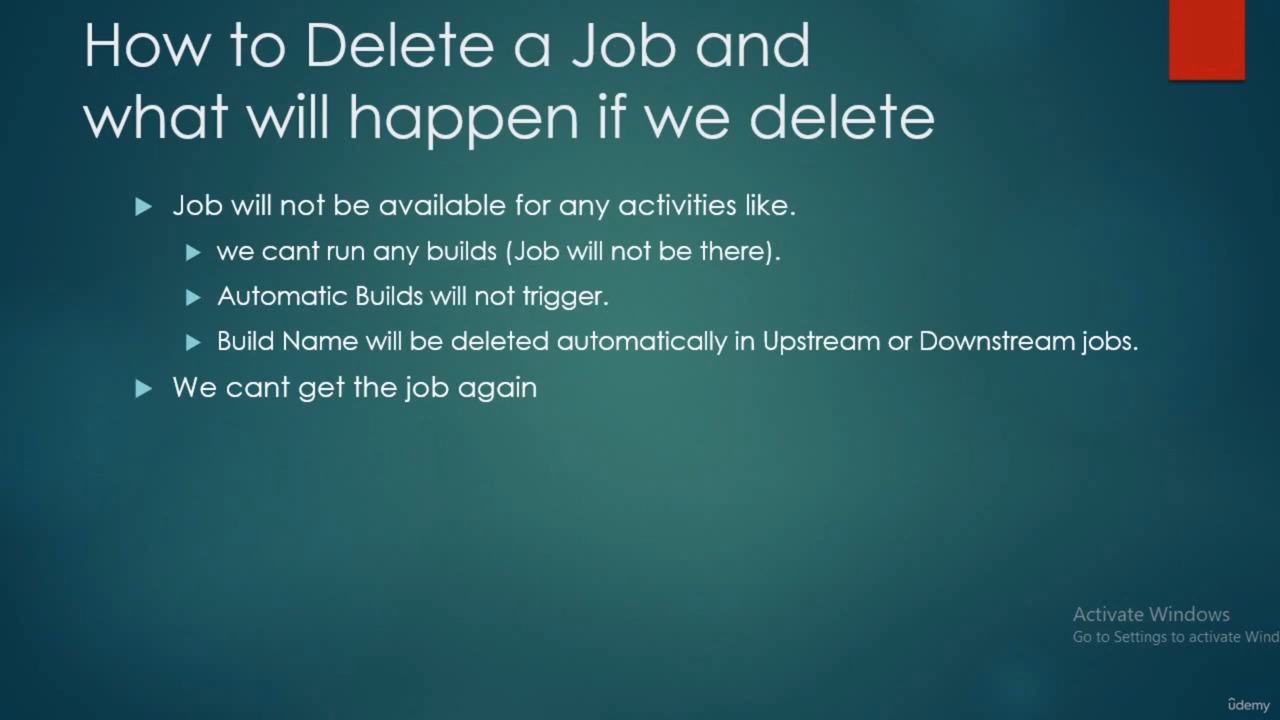 How to Delete a Job and
what will happen if we delete
Job will not be available for any activities like.
we cant run any builds (Job will not be there).
Automatic Builds will not trigger.
Build Name will be deleted automatically in Upstream or Downstream jobs.
We cant get the job again
Activate Windows
Go to Settings to activate Wind
ûdemy